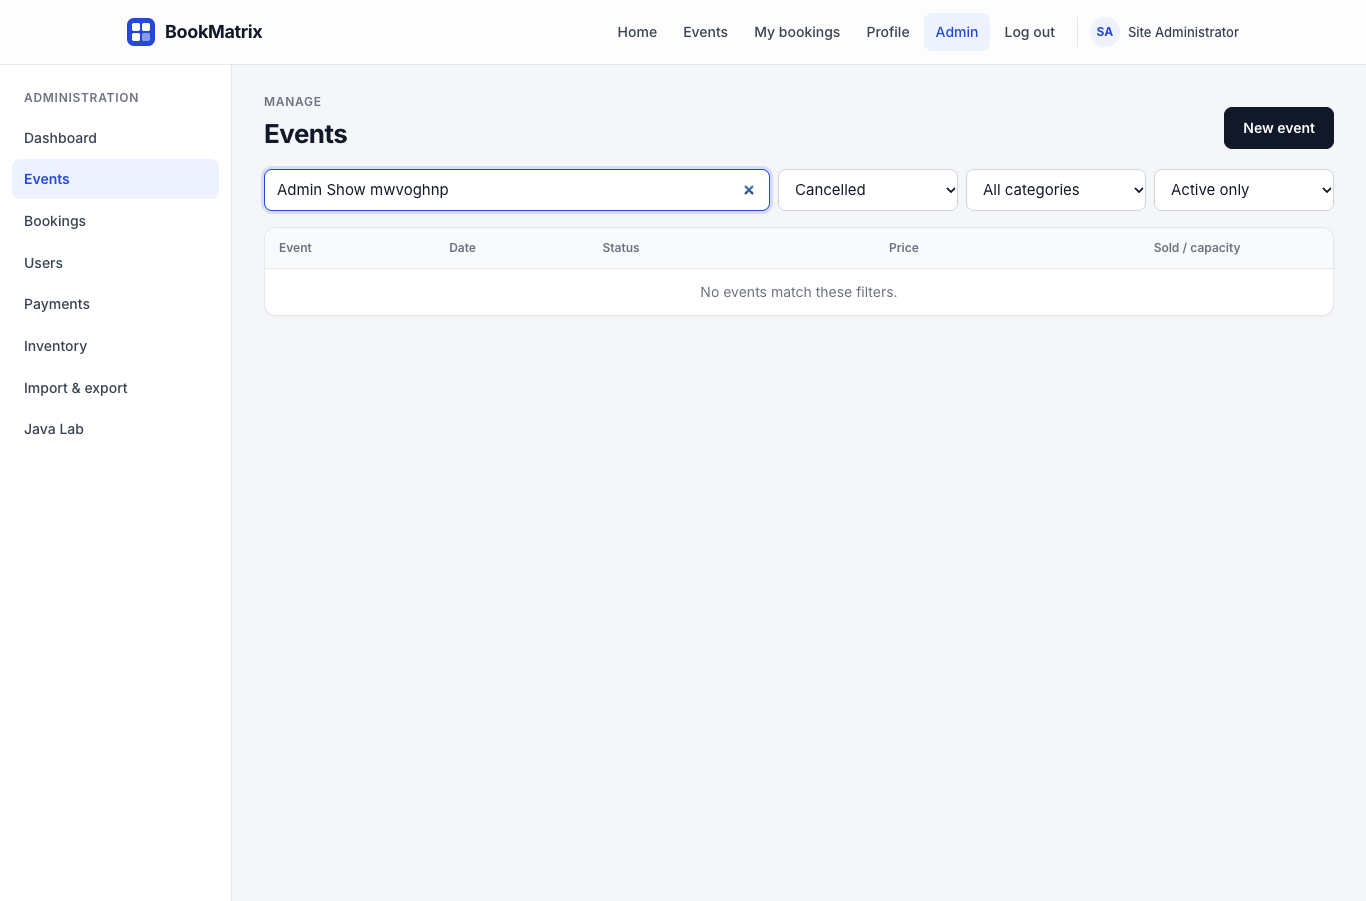 BookMatrix
Home Events My bookings Profile Admin Log out SA Site Administrator
ADMINISTRATION
Dashboard
Events
Bookings
Users
Payments
Inventory
Import & export
Java Lab
MANAGE
Events
New event
Admin Show mwvoghnp Cancelled All categories Active only
Event Date Status Price Sold / capacity
No events match these filters.